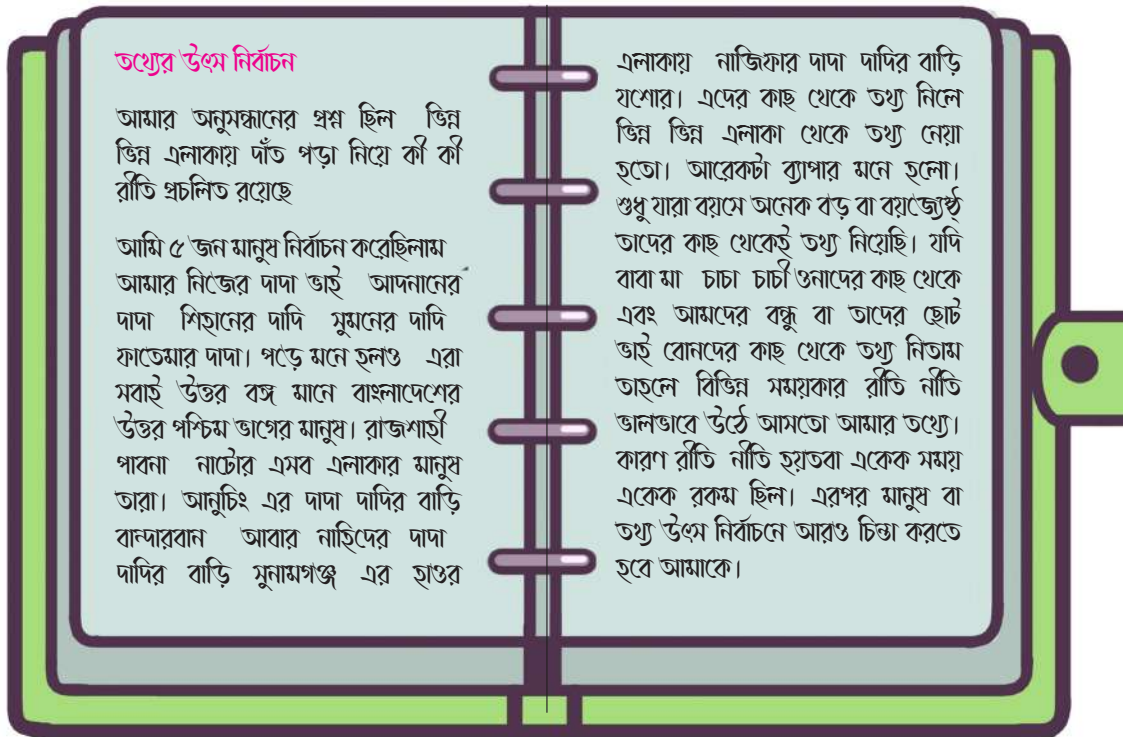 তথ্যের উৎস নির্বাচন
আমার অনুসন্ধানের প্রশ্ন ছিল ভিন্ন
ভিন্ন এলাকায় দাঁত পড়া নিয়ে কী কী
রীতি প্রচলিত রয়েছে
আমি ৫ জন মানুষ নির্বাচন করেছিলাম
আমার নিজের দাদা ভাই আদনানের
দাদা শিহানের দাদি সুমনের দাদি
ফাতেমার দাদা। পড়ে মনে হলও এরা
সবাই উত্তর বঙ্গ মানে বাংলাদেশের
উত্তর পশ্চিম ভাগের মানুষ। রাজশাহী
পাবনা নাটোর এসব এলাকার মানুষ
তারা। আনুচিং এর দাদা দাদির বাড়ি
বান্দারবান আবার নাহিদের দাদা
দাদির বাড়ি সুনামগঞ্জ এর হাওর
এলাকায় নাজিফার দাদা দাদির বাড়ি
যশোর। এদের কাছ থেকে তথ্য নিলে
ভিন্ন ভিন্ন এলাকা থেকে তথ্য নেয়া
হতো। আরেকটা ব্যাপার মনে হলো।
শুধু যারা বয়সে অনেক বড় বা বয়জ্যেষ্ঠ
তাদের কাছ থেকেই তথ্য নিয়েছি। যদি
বাবা মা চাচা চাচী ওনাদের কাছ থেকে
এবং আমদের বন্ধু বা তাদের ছোট
ভাই বোনদের কাছ থেকে তথ্য নিতাম
তাহলে বিভিন্ন সময়কার রীতি নীতি
ভালভাবে উঠে আসতো আমার তথ্যে।
কারণ রীতি নীতি হয়তবা একেক সময়
একেক রকম ছিল। এরপর মানুষ বা
তথ্য উৎস নির্বাচনে আরও চিন্তা করতে
হবে আমাকে।